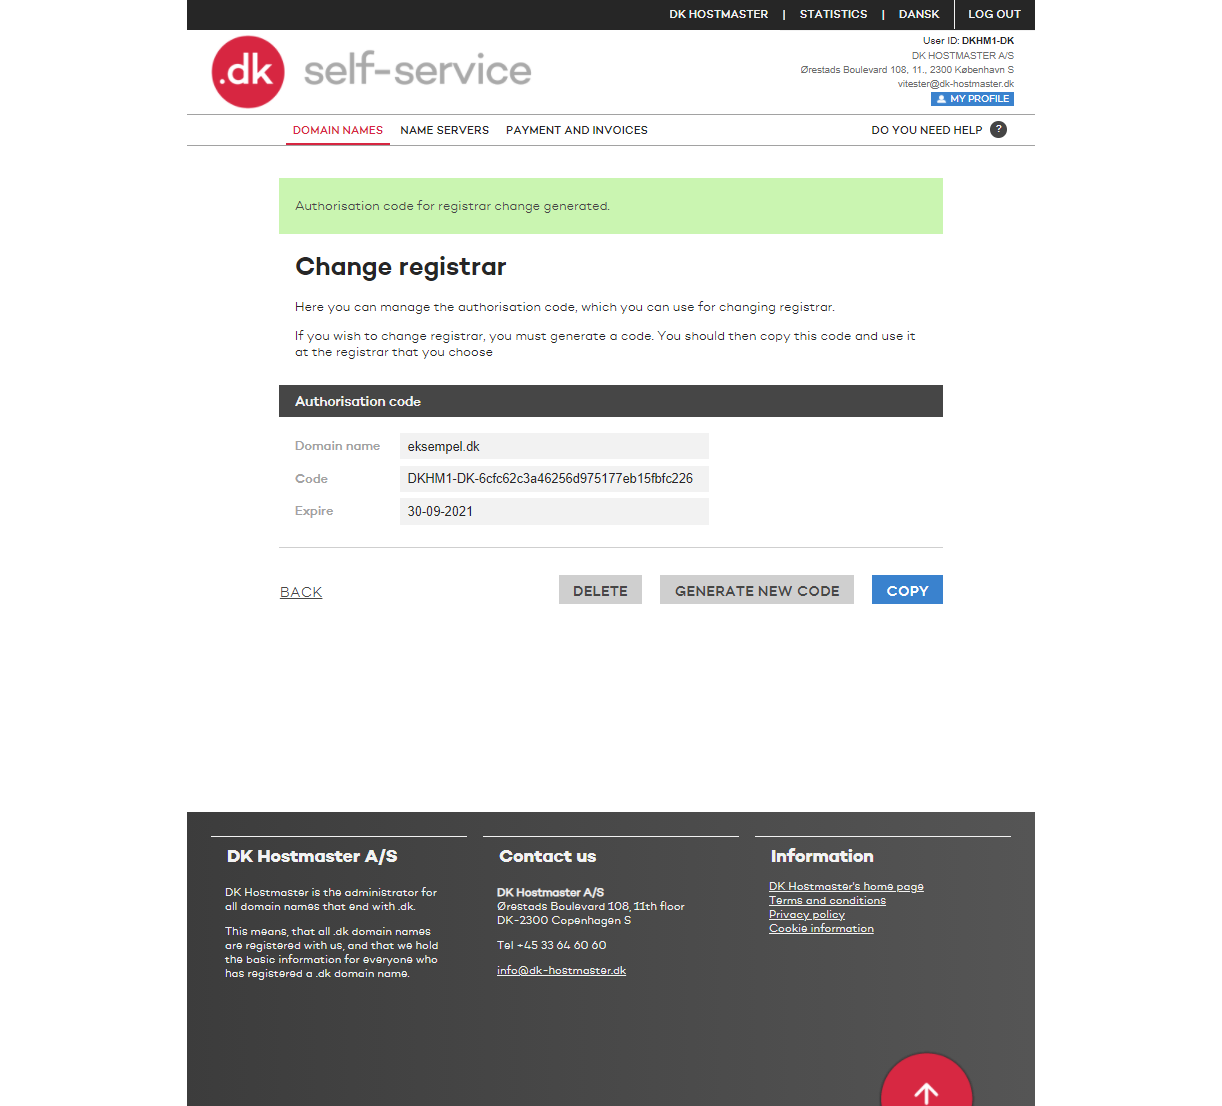 DK HOSTMASTER | STATISTICS | DANSK LOG OUT
.dk self-service
User ID: DKHM1-DK
DK HOSTMASTER A/S
Ørestads Boulevard 108, 11., 2300 København S
vitester@dk-hostmaster.dk
MY PROFILE
DOMAIN NAMES NAME SERVERS PAYMENT AND INVOICES DO YOU NEED HELP ?
Authorisation code for registrar change generated.
Change registrar
Here you can manage the authorisation code, which you can use for changing registrar.
If you wish to change registrar, you must generate a code. You should then copy this code and use it
at the registrar that you choose
Authorisation code
Domain name eksempel.dk
Code DKHM1-DK-6cfc62c3a46256d975177eb15fbfc226
Expire 30-09-2021
BACK DELETE GENERATE NEW CODE COPY
DK Hostmaster A/S
DK Hostmaster is the administrator for
all domain names that end with .dk.
This means, that all .dk domain names
are registered with us, and that we hold
the basic information for everyone who
has registered a .dk domain name.
Contact us
DK Hostmaster A/S
Ørestads Boulevard 108, 11th floor
DK-2300 Copenhagen S
Tel +45 33 64 60 60
info@dk-hostmaster.dk
Information
DK Hostmaster's home page
Terms and conditions
Privacy policy
Cookie information